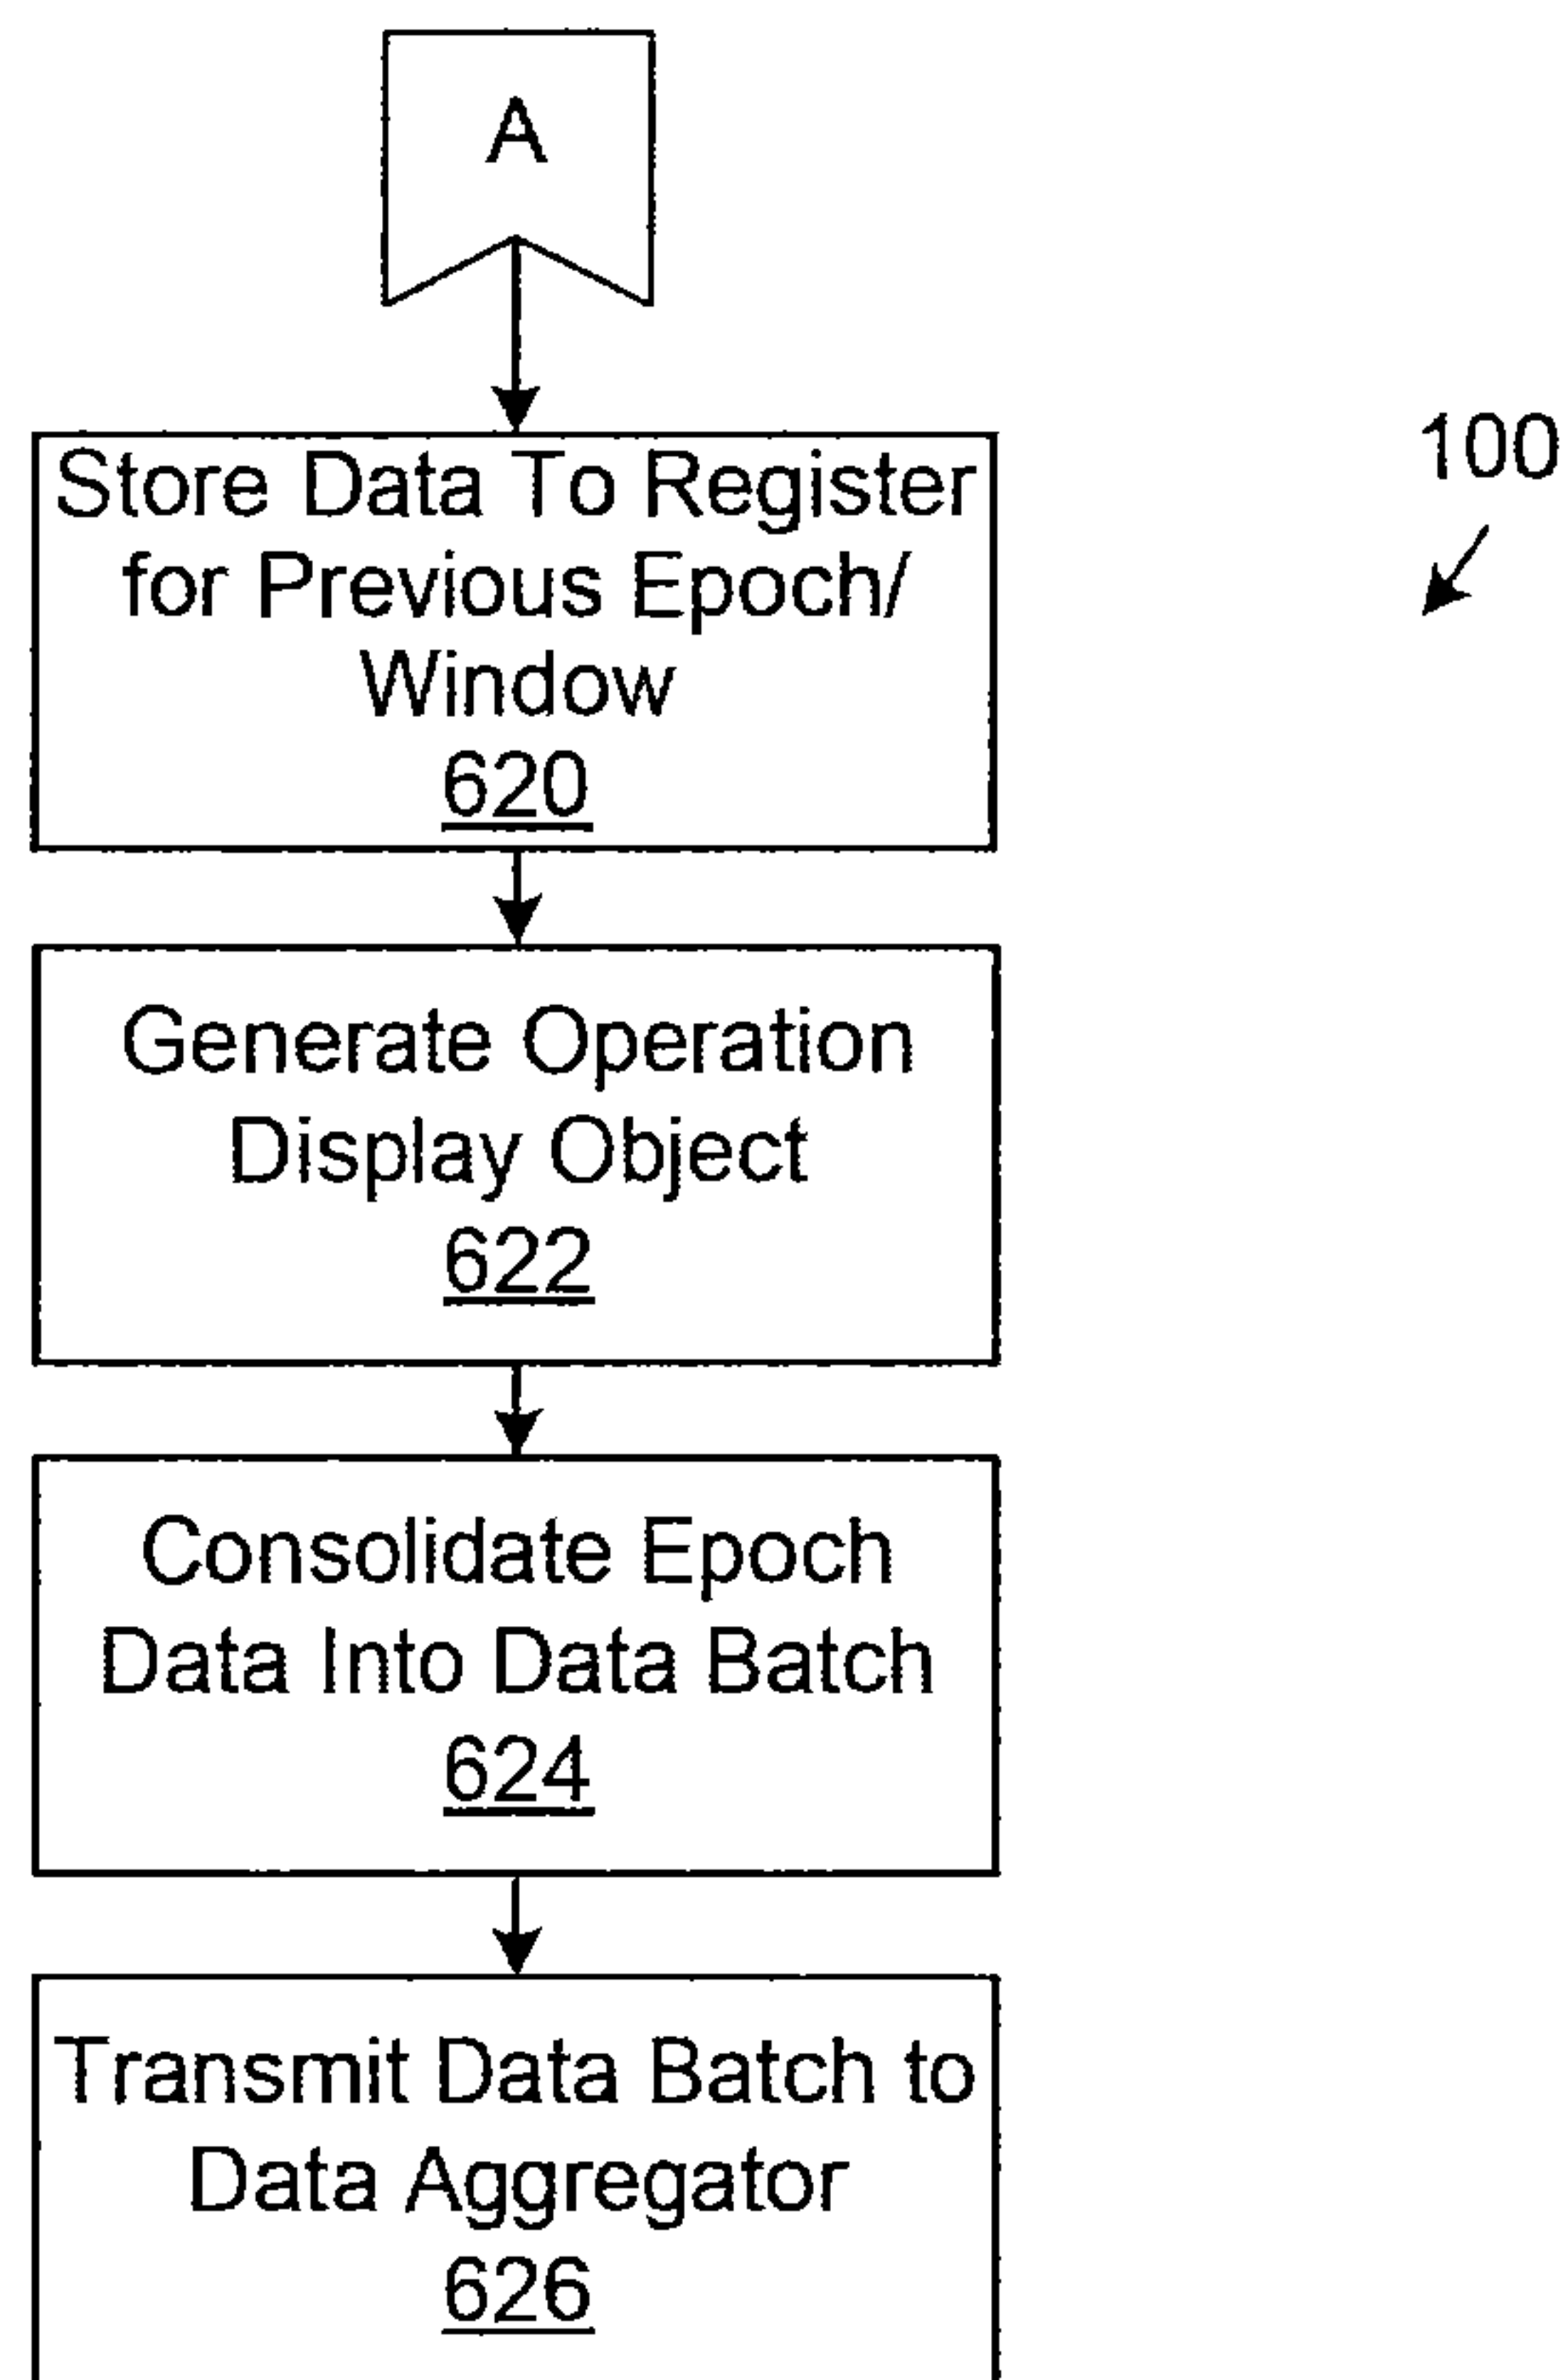 A
Store Data To Register
for Previous Epoch/
Window
620
100
Generate Operation
Display Object
622
Consolidate Epoch
Data Into Data Batch
624
Transmit Data Batch to
Data Aggregator
626